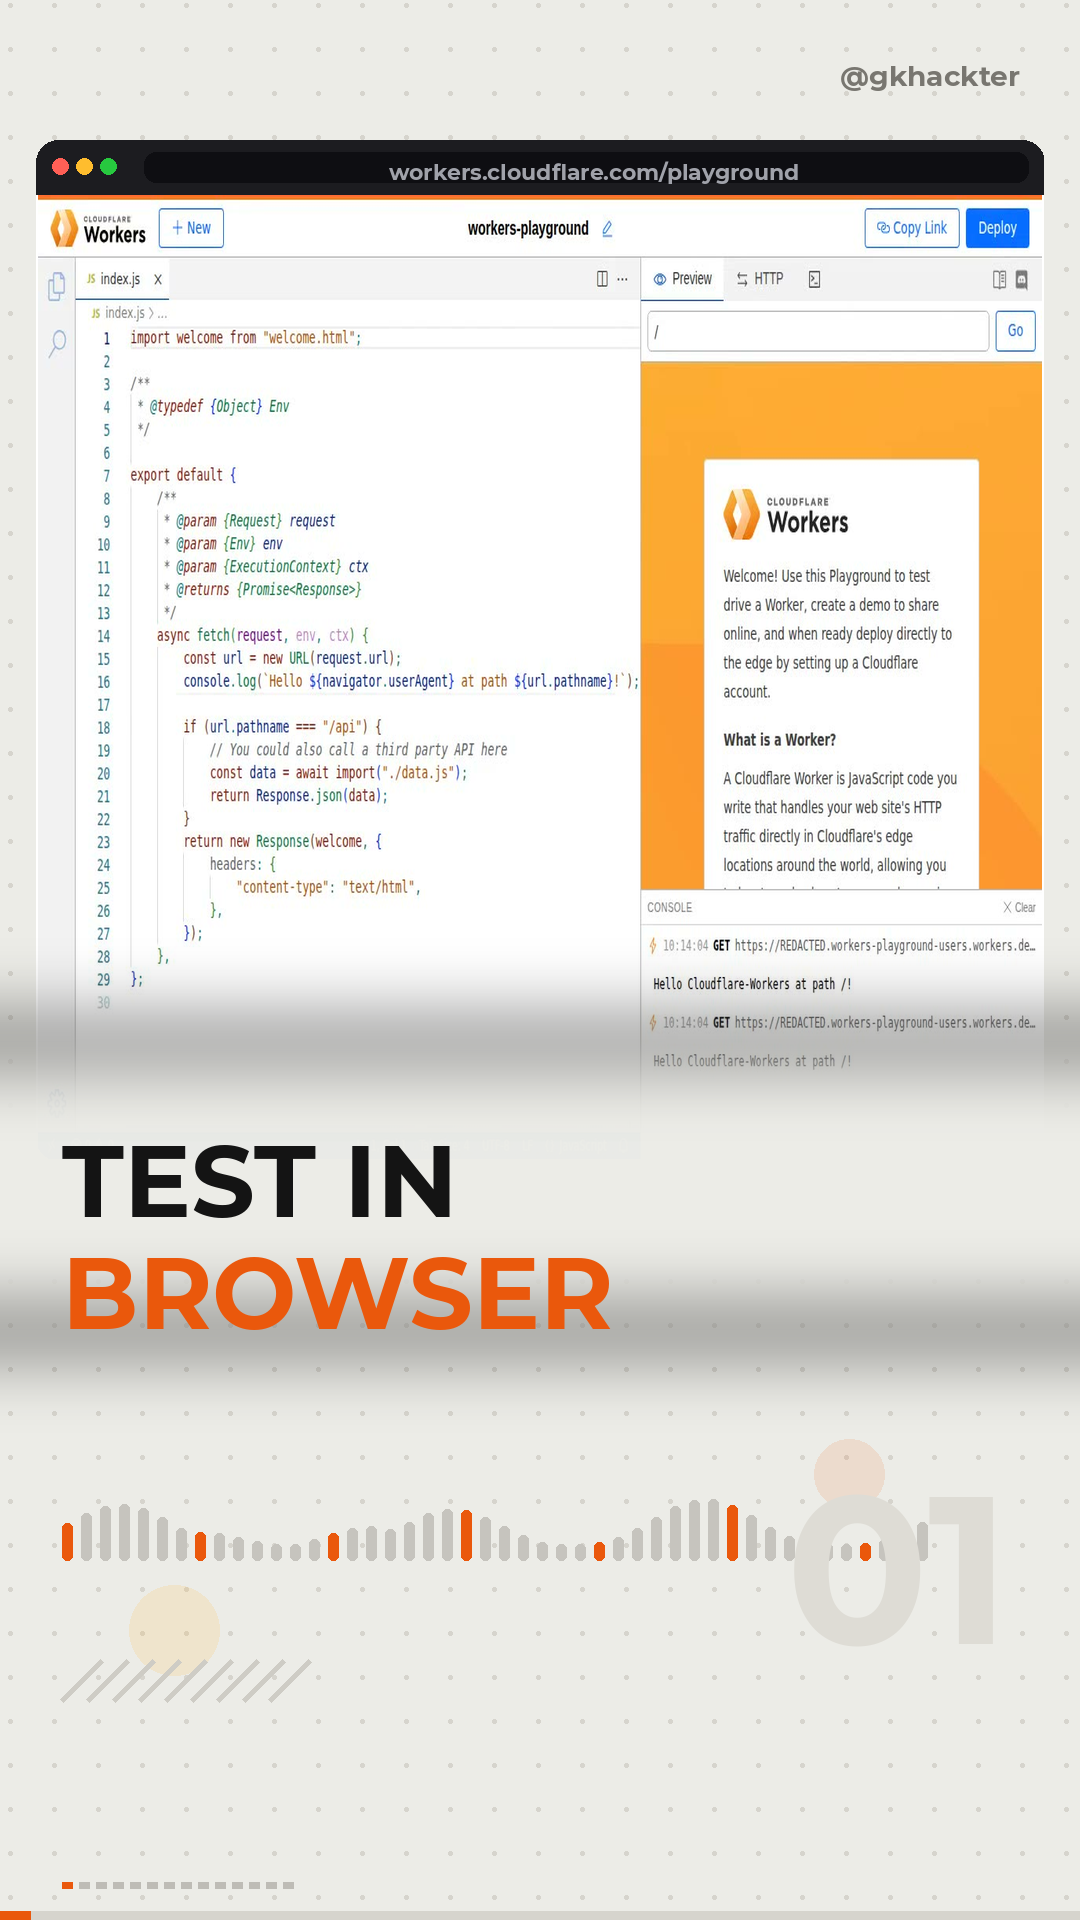 @gkhackter
workers.cloudflare.com/playground
CLOUDFLARE
Workers
+ New
workers-playground
Copy Link
Deploy
JS index.js X
...
Preview
HTTP
JS index.js > ...
/
Go
1 import welcome from "welcome.html";
2
3 /**
4 * @typedef {Object} Env
5 */
6
7 export default {
8 /**
9 * @param {Request} request
10 * @param {Env} env
11 * @param {ExecutionContext} ctx
12 * @returns {Promise<Response>}
13 */
14 async fetch(request, env, ctx) {
15 const url = new URL(request.url);
16 console.log(`Hello ${navigator.userAgent} at path ${url.pathname}!`);
17
18 if (url.pathname === "/api") {
19 // You could also call a third party API here
20 const data = await import("./data.js");
21 return Response.json(data);
22 }
23 return new Response(welcome, {
24 headers: {
25 "content-type": "text/html",
26 },
27 });
28 },
29 };
30
CLOUDFLARE
Workers
Welcome! Use this Playground to test
drive a Worker, create a demo to share
online, and when ready deploy directly to
the edge by setting up a Cloudflare
account.
What is a Worker?
A Cloudflare Worker is JavaScript code you
write that handles your web site's HTTP
traffic directly in Cloudflare's edge
locations around the world, allowing you
CONSOLE
X Clear
10:14:04 GET https://REDACTED.workers-playground-users.workers.de…
Hello Cloudflare-Workers at path /!
10:14:04 GET https://REDACTED.workers-playground-users.workers.de…
Hello Cloudflare-Workers at path /!
TEST IN
BROWSER
01